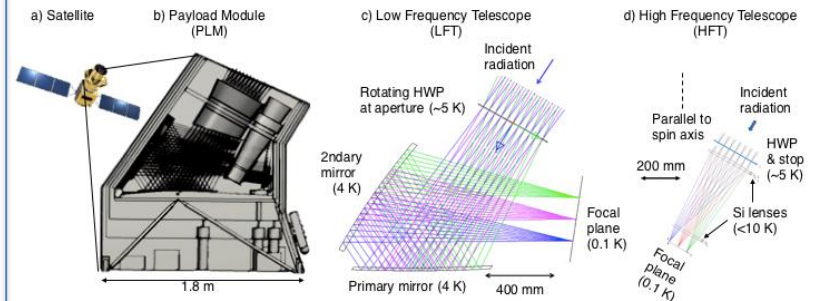 a) Satellite
b) Payload Module
(PLM)
1.8 m
c) Low Frequency Telescope
(LFT)
Incident
radiation
Rotating HWP
at aperture (~5 K)
2ndary
mirror
(4 K)
Focal
plane
(0.1 K)
Primary mirror (4 K)
400 mm
d) High Frequency Telescope
(HFT)
Parallel to
spin axis
Incident
radiation
200 mm
HWP
& stop
(~5 K)
Si lenses
(<10 K)
Focal
plane
(0.1 K)